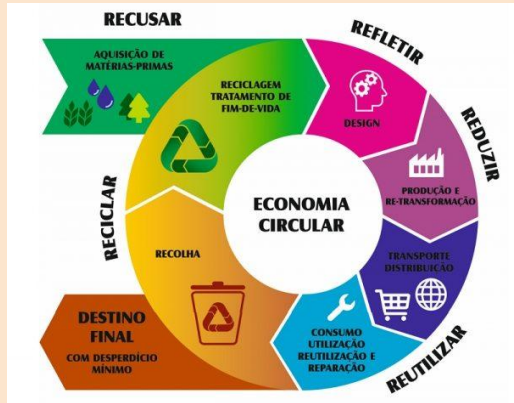 RECUSAR
AQUISIÇÃO DE
MATÉRIAS-PRIMAS
REFLETIR
RECICLAGEM
TRATAMENTO DE
FIM-DE-VIDA
DESIGN
REDUZIR
PRODUÇÃO E
RE-TRANSFORMAÇÃO
ECONOMIA
CIRCULAR
TRANSPORTE
DISTRIBUIÇÃO
REUTILIZAR
CONSUMO
UTILIZAÇÃO
REUTILIZAÇÃO E
REPARAÇÃO
RECICLAR
RECOLHA
DESTINO
FINAL
COM DESPERDÍCIO
MÍNIMO